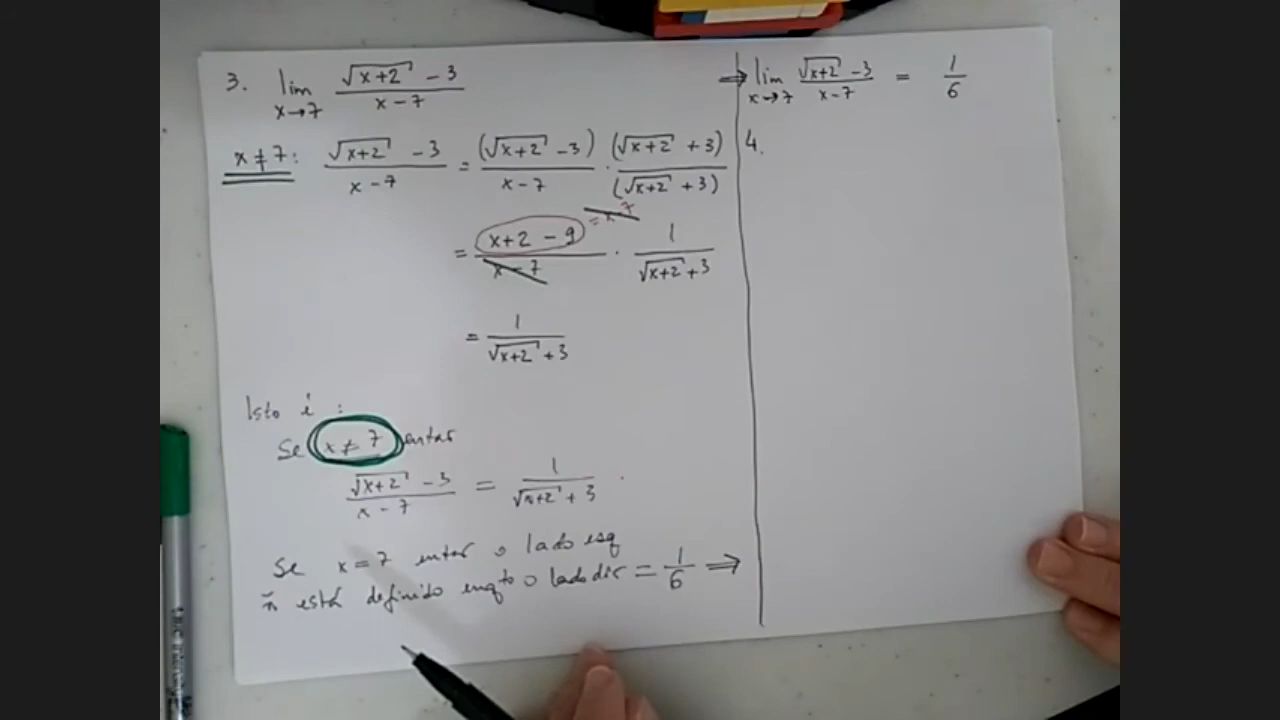 3. lim x→7 (√(x+2) - 3)/(x-7)
x ≠ 7: (√(x+2) - 3)/(x-7) = (√(x+2) - 3)/(x-7) · (√(x+2) + 3)/(√(x+2) + 3)
= (x+2-9)/(x-7) = x-7 · 1/(√(x+2)+3)
= 1/(√(x+2)+3)
Isto é:
Se x ≠ 7 entar
(√(x+2) - 3)/(x-7) = 1/(√(x+2) + 3)
Se x = 7 entar o lado esq
ñ está definido enqto o lado dir = 1/6 ⇒
⇒ lim x→7 (√(x+2) - 3)/(x-7) = 1/6
4.